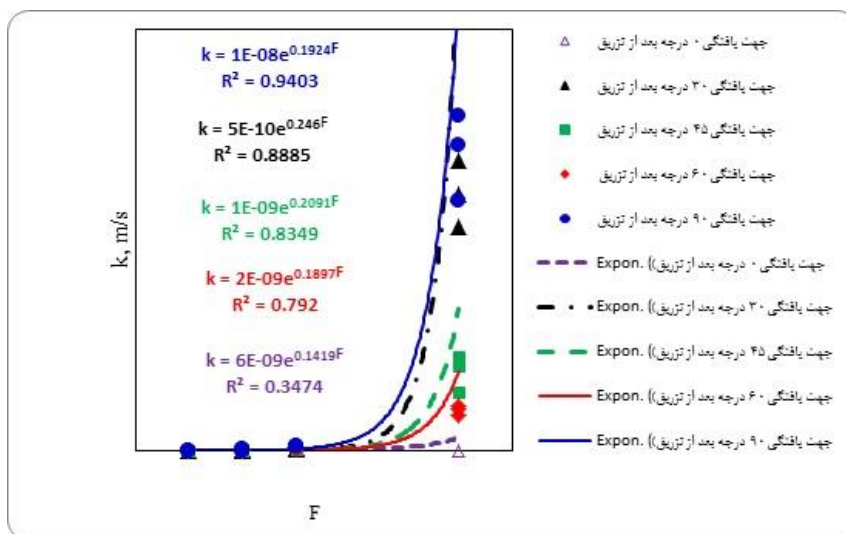 k = 1E-08e^0.1924F
R² = 0.9403
k = 5E-10e^0.246F
R² = 0.8885
k = 1E-09e^0.2091F
R² = 0.8349
k = 2E-09e^0.1897F
R² = 0.792
k = 6E-09e^0.1419F
R² = 0.3474
k, m/s
F
جهت یافتگی ۰ درجه بعد از تزریق
جهت یافتگی ۳۰ درجه بعد از تزریق
جهت یافتگی ۴۵ درجه بعد از تزریق
جهت یافتگی ۶۰ درجه بعد از تزریق
جهت یافتگی ۹۰ درجه بعد از تزریق
Expon. ((جهت یافتگی ۰ درجه بعد از تزریق
Expon. ((جهت یافتگی ۳۰ درجه بعد از تزریق
Expon. ((جهت یافتگی ۴۵ درجه بعد از تزریق
Expon. ((جهت یافتگی ۶۰ درجه بعد از تزریق
Expon. ((جهت یافتگی ۹۰ درجه بعد از تزریق